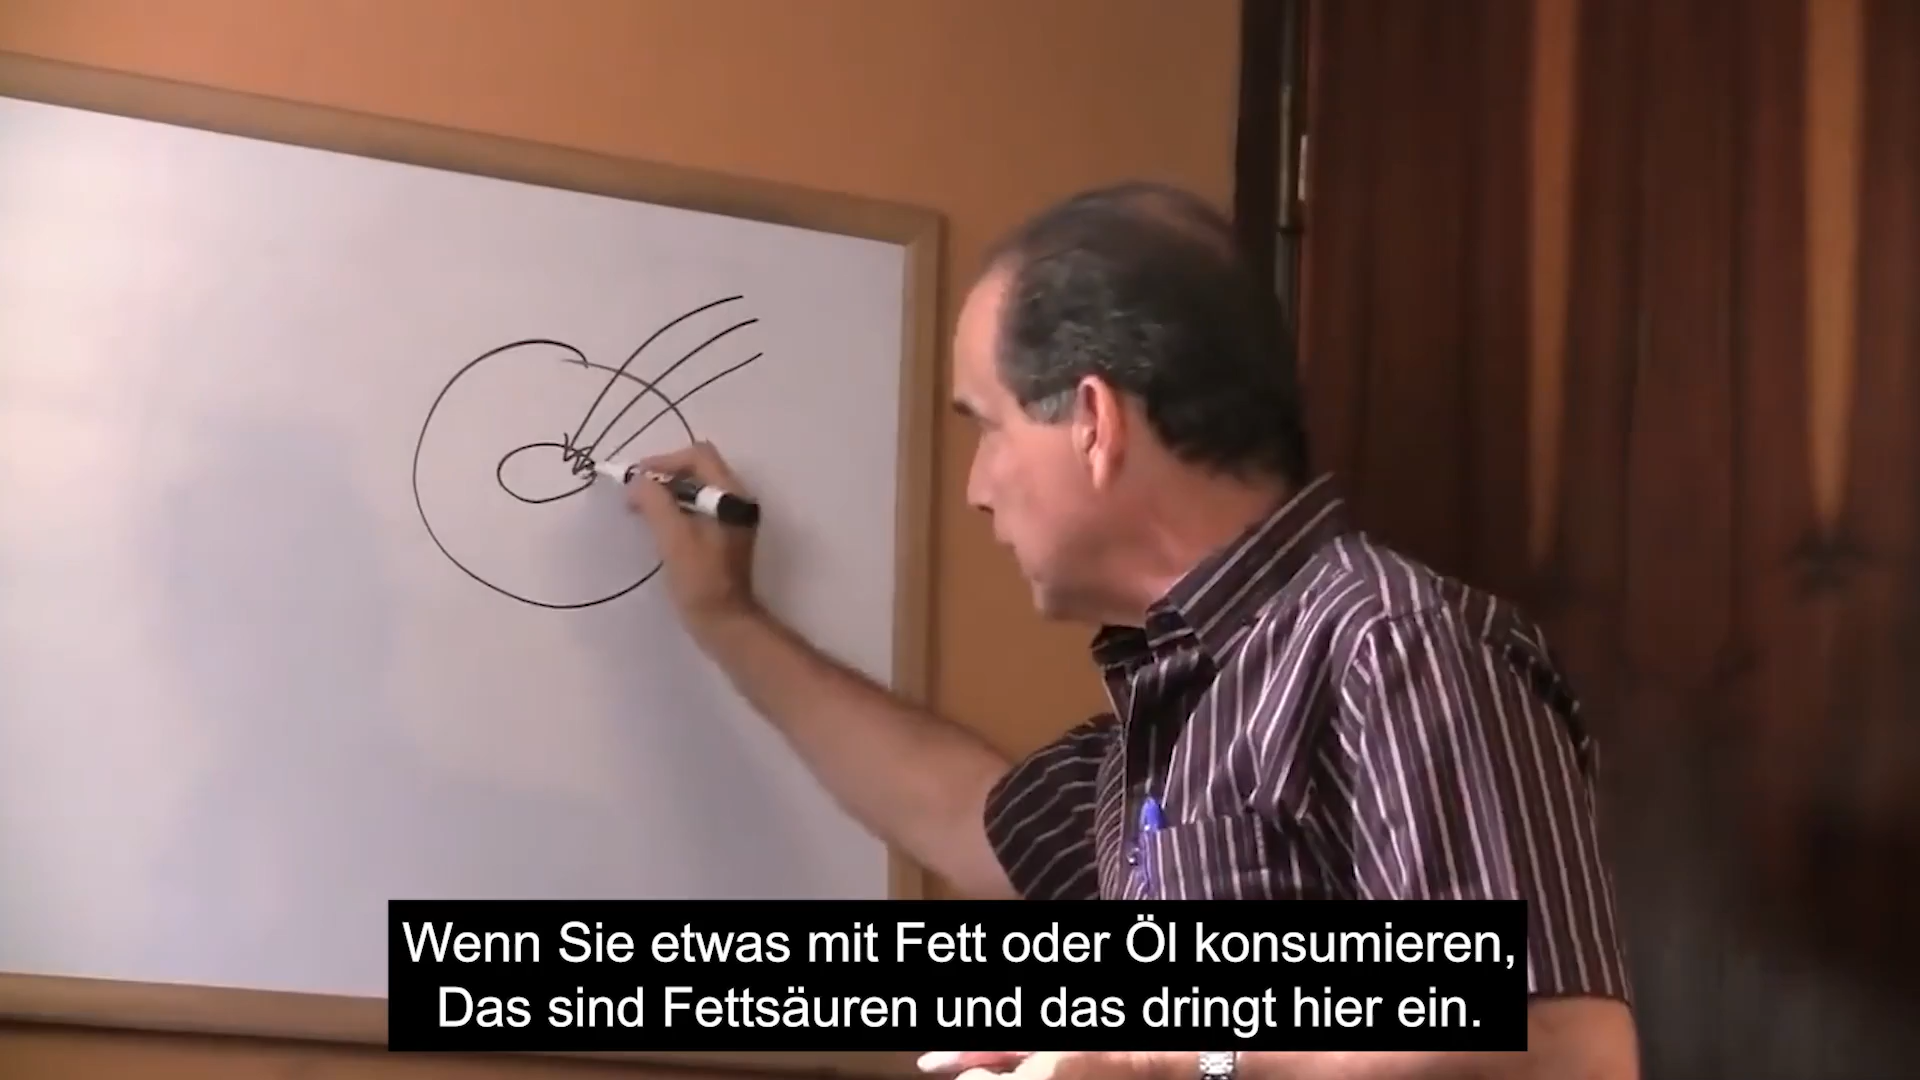 Wenn Sie etwas mit Fett oder Öl konsumieren,
Das sind Fettsäuren und das dringt hier ein.